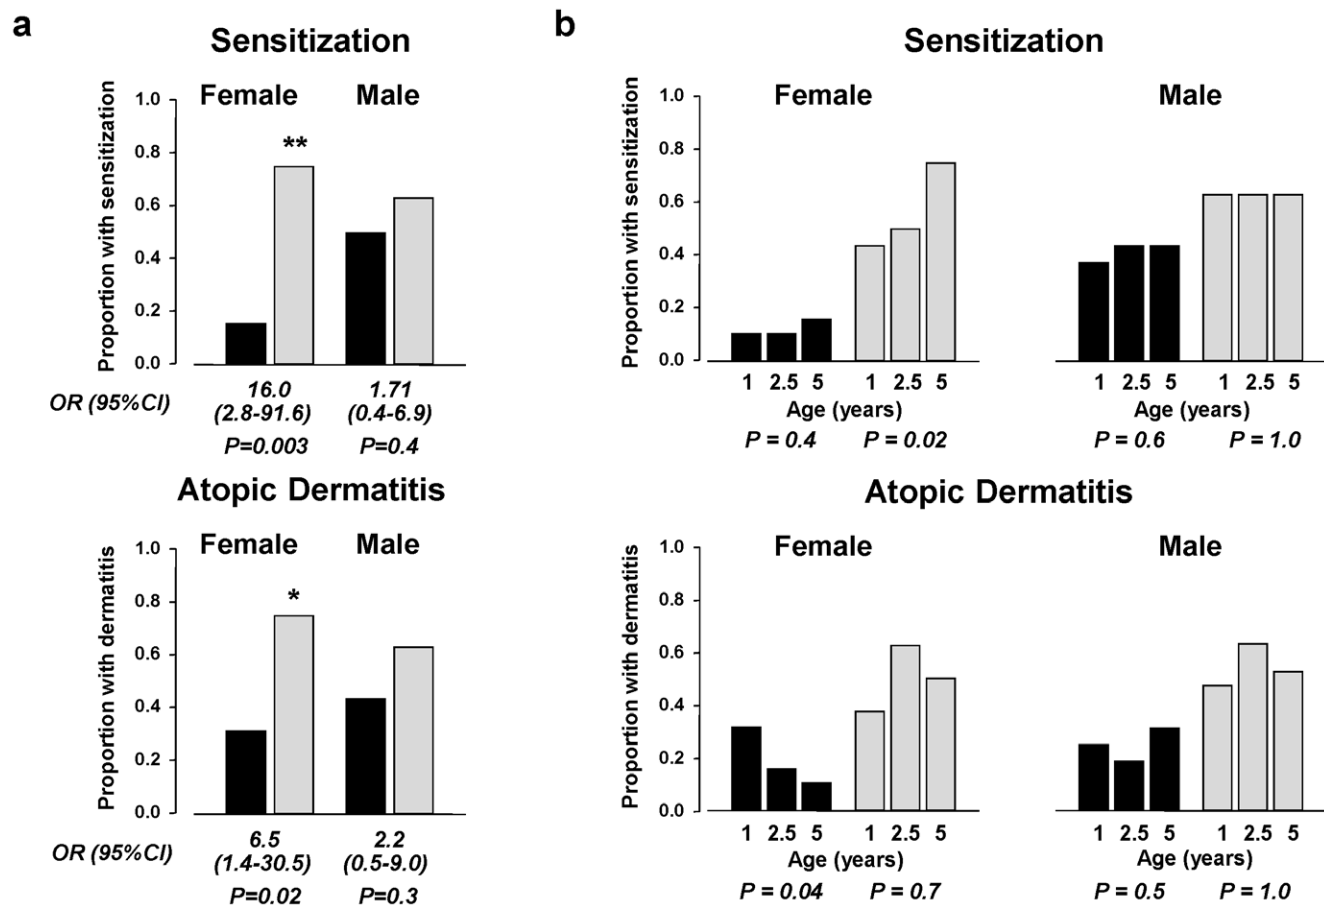 a
Sensitization
Female Male
Proportion with sensitization
1.0
0.8
0.6
0.4
0.2
0.0
**
OR (95%CI)
16.0 1.71
(2.8-91.6) (0.4-6.9)
P=0.003 P=0.4
Atopic Dermatitis
Female Male
Proportion with dermatitis
1.0
0.8
0.6
0.4
0.2
0.0
*
OR (95%CI)
6.5 2.2
(1.4-30.5) (0.5-9.0)
P=0.02 P=0.3
b
Sensitization
Female Male
Proportion with sensitization
1.0
0.8
0.6
0.4
0.2
0.0
1 2.5 5 1 2.5 5 1 2.5 5 1 2.5 5
Age (years) Age (years)
P = 0.4 P = 0.02 P = 0.6 P = 1.0
Atopic Dermatitis
Female Male
Proportion with dermatitis
1.0
0.8
0.6
0.4
0.2
0.0
1 2.5 5 1 2.5 5 1 2.5 5 1 2.5 5
Age (years) Age (years)
P = 0.04 P = 0.7 P = 0.5 P = 1.0